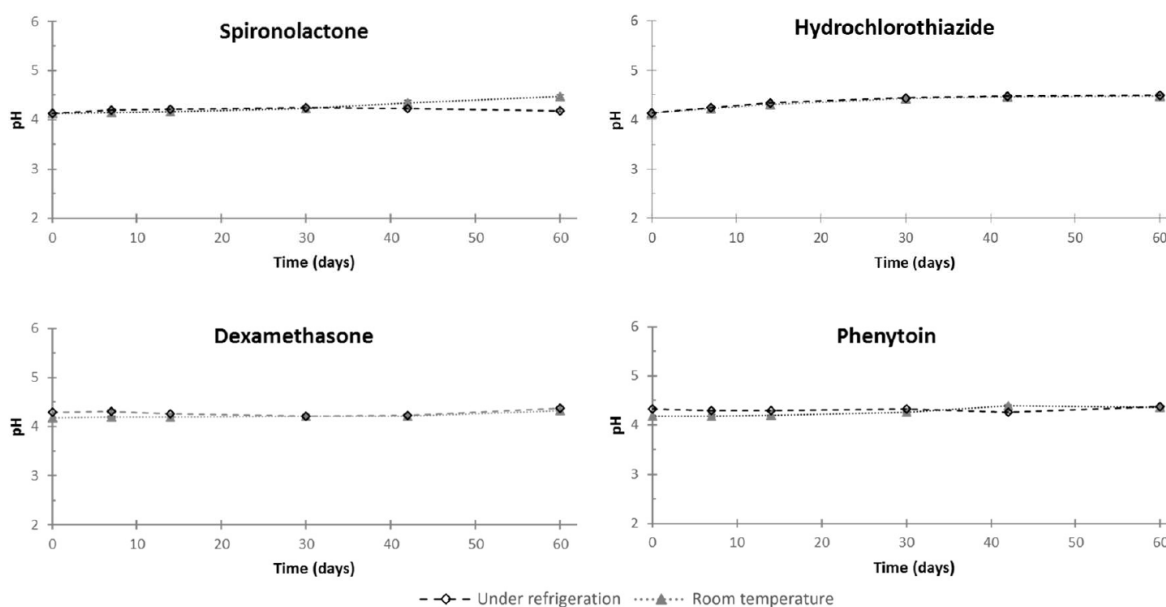 Spironolactone
6
5
4
3
2
pH
0 10 20 30 40 50 60
Time (days)
Hydrochlorothiazide
6
5
4
3
2
pH
0 10 20 30 40 50 60
Time (days)
Dexamethasone
6
5
4
3
2
pH
0 10 20 30 40 50 60
Time (days)
Phenytoin
6
5
4
3
2
pH
0 10 20 30 40 50 60
Time (days)
Under refrigeration Room temperature